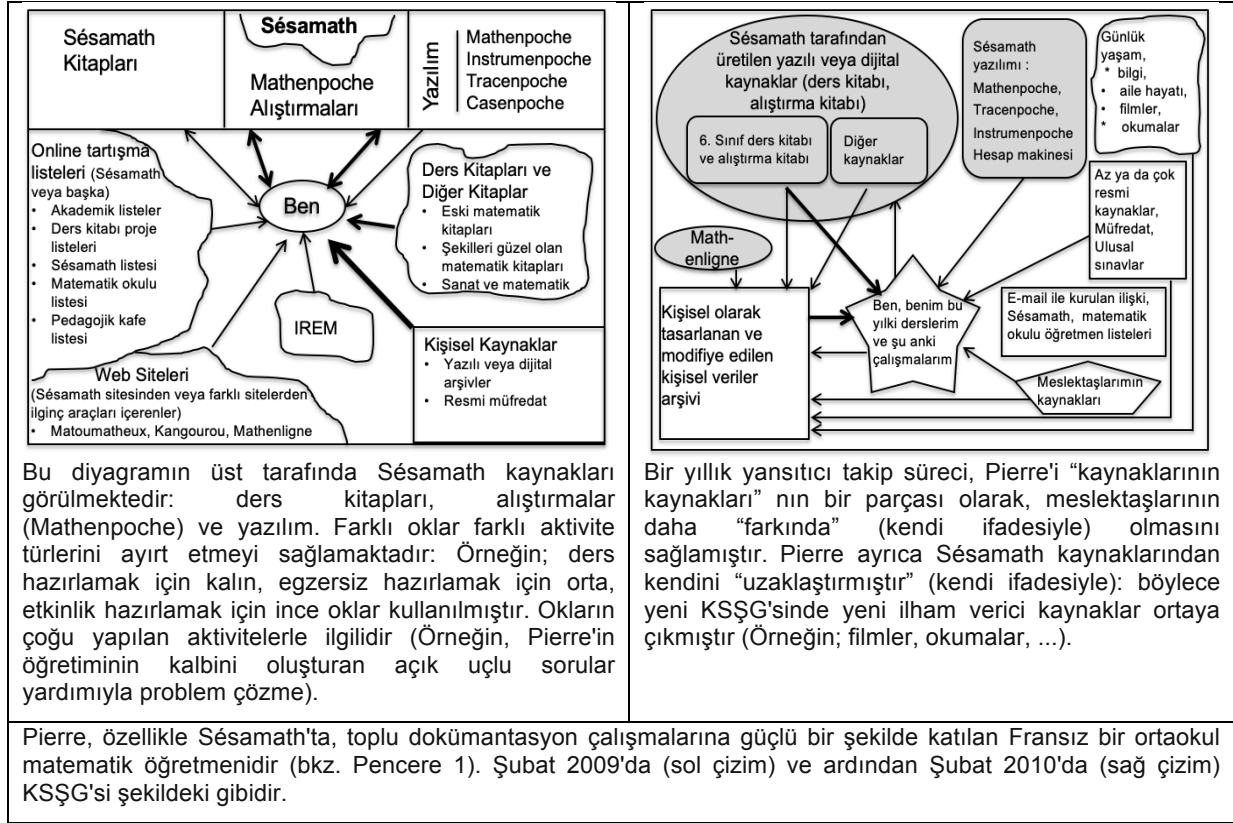 Sésamath
Kitapları
Sésamath
Mathenpoche
Alıştırmaları
Yazılım
Mathenpoche
Instrumenpoche
Tracenpoche
Casenpoche
Online tartışma
listeleri (Sésamath
veya başka)
• Akademik listeler
• Ders kitabı proje
listeleri
• Sésamath listesi
• Matematik okulu
listesi
• Pedagojik kafe
listesi
Ben
Ders Kitapları ve
Diğer Kitaplar
• Eski matematik
kitapları
• Şekilleri güzel olan
matematik kitapları
• Sanat ve matematik
IREM
Kişisel Kaynaklar
• Yazılı veya dijital
arşivler
• Resmi müfredat
Web Siteleri
(Sésamath sitesinden veya farklı sitelerden
ilginç araçları içerenler)
• Matoumatheux, Kangourou, Mathenligne
Bu diyagramın üst tarafında Sésamath kaynakları
görülmektedir: ders kitapları, alıştırmalar
(Mathenpoche) ve yazılım. Farklı oklar farklı aktivite
türlerini ayırt etmeyi sağlamaktadır: Örneğin; ders
hazırlamak için kalın, egzersiz hazırlamak için orta,
etkinlik hazırlamak için ince oklar kullanılmıştır. Okların
çoğu yapılan aktivitelerle ilgilidir (Örneğin, Pierre'in
öğretiminin kalbini oluşturan açık uçlu sorular
yardımıyla problem çözme).
Sésamath tarafından
üretilen yazılı veya dijital
kaynaklar (ders kitabı,
alıştırma kitabı)
6. Sınıf ders kitabı
ve alıştırma kitabı
Diğer
kaynaklar
Sésamath
yazılımı :
Mathenpoche,
Tracenpoche,
Instrumenpoche
Hesap makinesi
Günlük
yaşam,
* bilgi,
• aile hayatı,
• filmler,
* okumalar
Az ya da çok
resmi
kaynaklar,
Müfredat,
Ulusal
sınavlar
Math-
enligne
Kişisel olarak
tasarlanan ve
modifiye edilen
kişisel veriler
arşivi
Ben, benim bu
yılki derslerim
ve şu anki
çalışmalarım
E-mail ile kurulan ilişki,
Sésamath, matematik
okulu öğretmen listeleri
Meslektaşlarımın
kaynakları
Bir yıllık yansıtıcı takip süreci, Pierre'i “kaynaklarının
kaynakları” nın bir parçası olarak, meslektaşlarının
daha “farkında” (kendi ifadesiyle) olmasını
sağlamıştır. Pierre ayrıca Sésamath kaynaklarından
kendini “uzaklaştırmıştır” (kendi ifadesiyle): böylece
yeni KSŞG'sinde yeni ilham verici kaynaklar ortaya
çıkmıştır (Örneğin; filmler, okumalar, ...).
Pierre, özellikle Sésamath'ta, toplu dokümantasyon çalışmalarına güçlü bir şekilde katılan Fransız bir ortaokul
matematik öğretmenidir (bkz. Pencere 1). Şubat 2009'da (sol çizim) ve ardından Şubat 2010'da (sağ çizim)
KSŞG'si şekildeki gibidir.